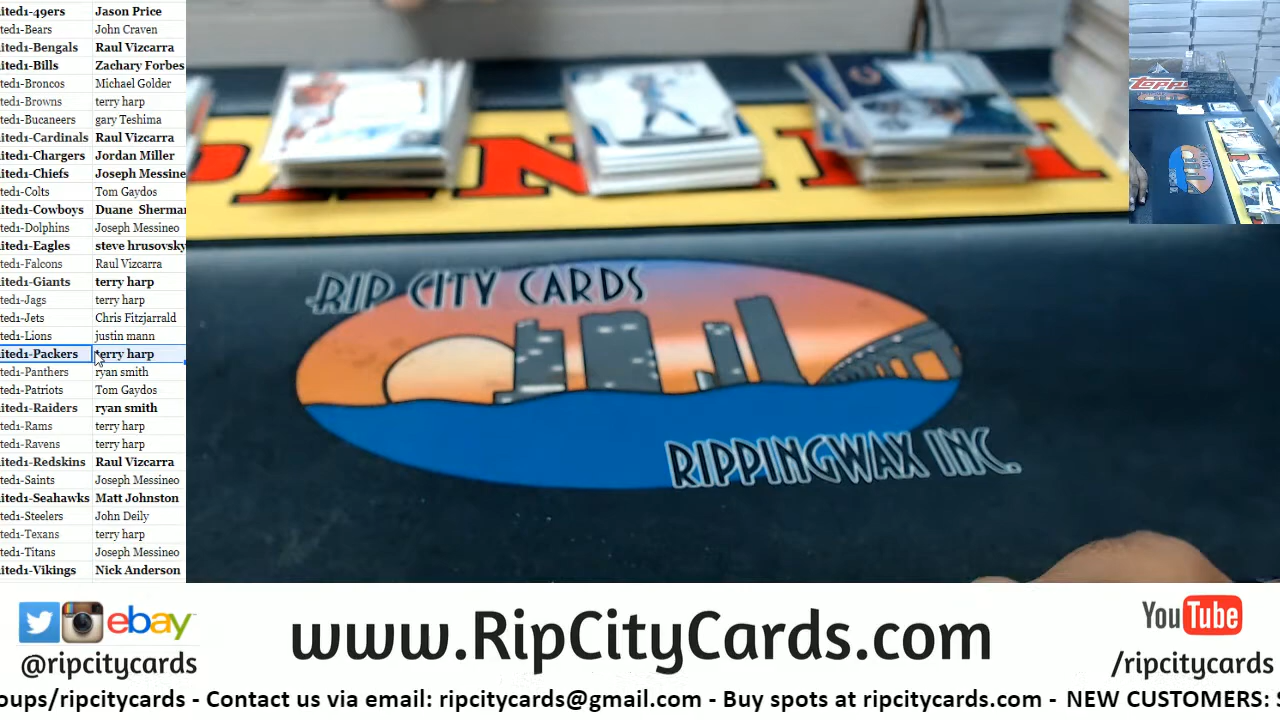 ited1-49ers Jason Price
ted1-Bears John Craven
ited1-Bengals Raul Vizcarra
ited1-Bills Zachary Forbes
ted1-Broncos Michael Golder
ted1-Browns terry harp
ted1-Bucaneers gary Teshima
ited1-Cardinals Raul Vizcarra
ited1-Chargers Jordan Miller
ited1-Chiefs Joseph Messine
ted1-Colts Tom Gaydos
ited1-Cowboys Duane Sherma
ted1-Dolphins Joseph Messineo
ited1-Eagles steve hrusovsky
ted1-Falcons Raul Vizcarra
ited1-Giants terry harp
ted1-Jags terry harp
ted1-Jets Chris Fitzjarrald
ted1-Lions justin mann
ited1-Packers terry harp
ted1-Panthers ryan smith
ted1-Patriots Tom Gaydos
ited1-Raiders ryan smith
ted1-Rams terry harp
ted1-Ravens terry harp
ited1-Redskins Raul Vizcarra
ted1-Saints Joseph Messineo
ited1-Seahawks Matt Johnston
ted1-Steelers John Deily
ted1-Texans terry harp
ted1-Titans Joseph Messineo
ited1-Vikings Nick Anderson
PANINI
Topps
RIP CITY CARDS
RIPPINGWAX INC.
ebay
@ripcitycards
www.RipCityCards.com
YouTube
/ripcitycards
oups/ripcitycards - Contact us via email: ripcitycards@gmail.com - Buy spots at ripcitycards.com - NEW CUSTOMERS: